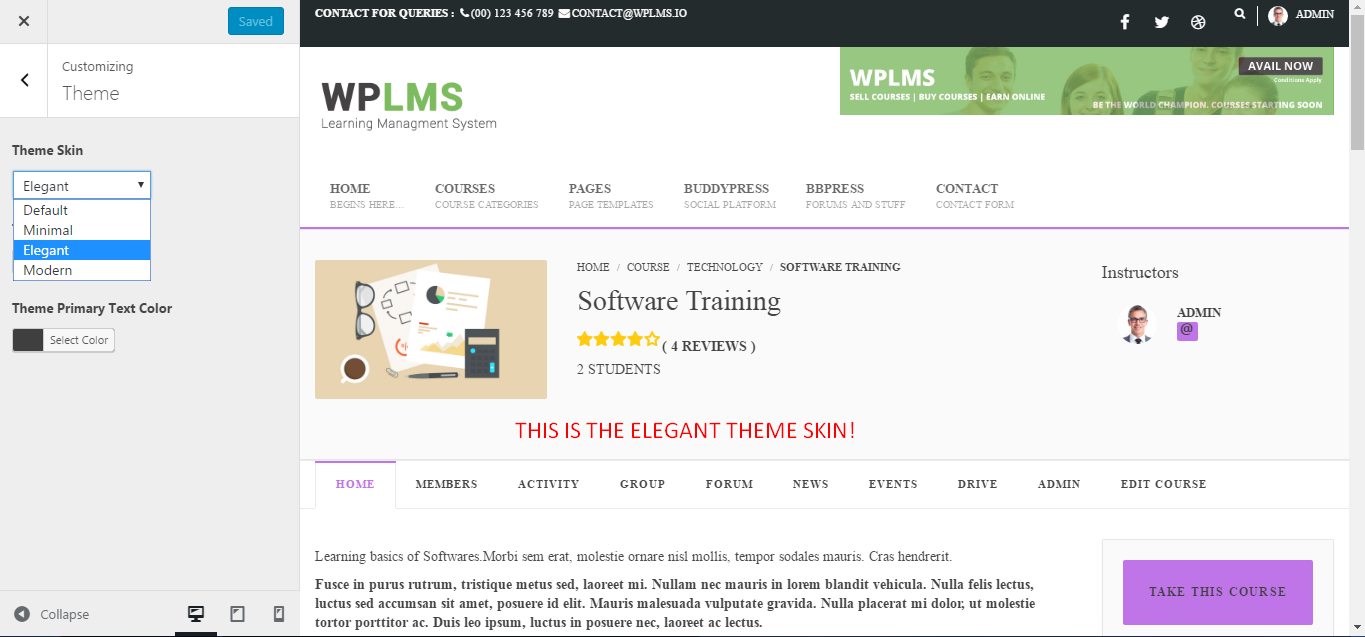 Saved
Customizing
Theme
Theme Skin
Elegant
Default
Minimal
Elegant
Modern
Theme Primary Text Color
Select Color
Collapse
CONTACT FOR QUERIES : (00) 123 456 789 CONTACT@WPLMS.IO
ADMIN
WPLMS
Learning Managment System
WPLMS
SELL COURSES | BUY COURSES | EARN ONLINE
AVAIL NOW
Conditions Apply
BE THE WORLD CHAMPION. COURSES STARTING SOON
HOME COURSES PAGES BUDDYPRESS BBPRESS CONTACT
BEGINS HERE... COURSE CATEGORIES PAGE TEMPLATES SOCIAL PLATFORM FORUMS AND STUFF CONTACT FORM
HOME / COURSE / TECHNOLOGY / SOFTWARE TRAINING
Software Training
( 4 REVIEWS )
2 STUDENTS
Instructors
ADMIN
@
THIS IS THE ELEGANT THEME SKIN!
HOME MEMBERS ACTIVITY GROUP FORUM NEWS EVENTS DRIVE ADMIN EDIT COURSE
Learning basics of Softwares.Morbi sem erat, molestie ornare nisl mollis, tempor sodales mauris. Cras hendrerit.
Fusce in purus rutrum, tristique metus sed, laoreet mi. Nullam nec mauris in lorem blandit vehicula. Nulla felis lectus,
luctus sed accumsan sit amet, posuere id elit. Mauris malesuada vulputate gravida. Nulla placerat mi dolor, ut molestie
tortor porttitor ac. Duis leo ipsum, luctus in posuere nec, laoreet ac lectus.
TAKE THIS COURSE